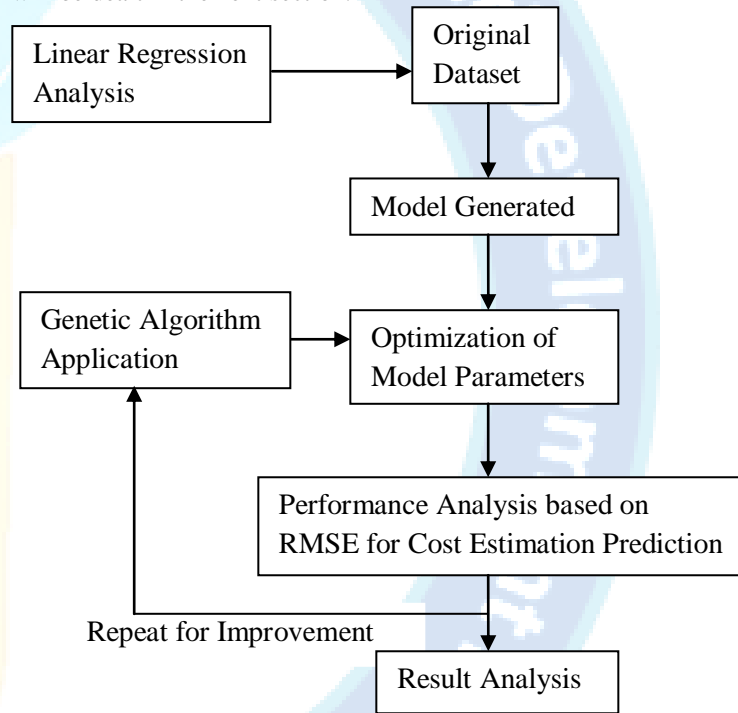 Linear Regression
Analysis
Original
Dataset
Model Generated
Genetic Algorithm
Application
Optimization of
Model Parameters
Performance Analysis based on
RMSE for Cost Estimation Prediction
Repeat for Improvement
Result Analysis